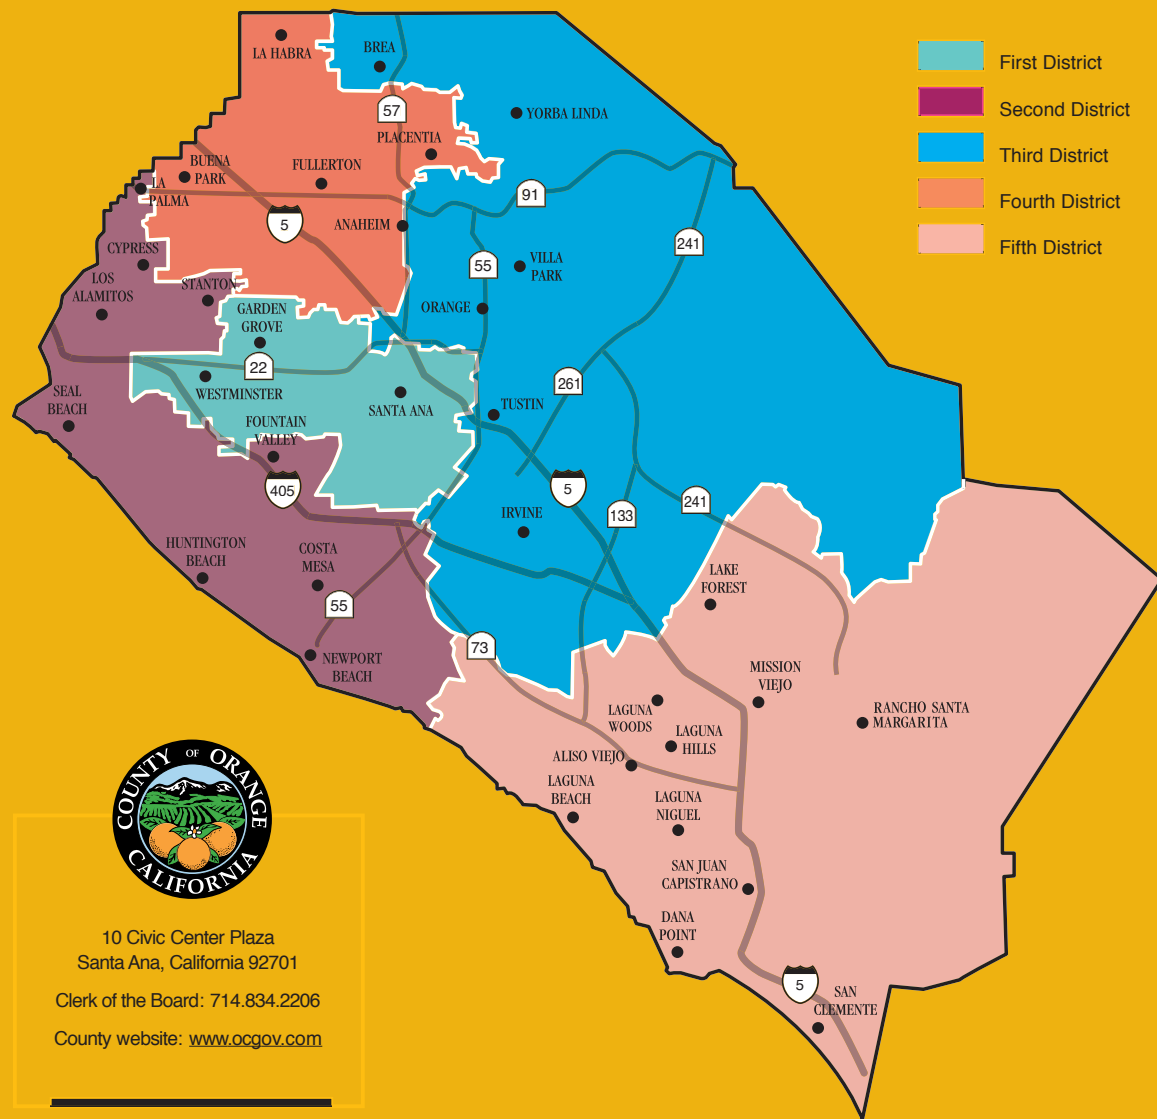 LA HABRA
BREA
57
YORBA LINDA
PLACENTIA
BUENA
PARK
FULLERTON
LA
PALMA
91
5
ANAHEIM
241
CYPRESS
55
VILLA
PARK
LOS
ALAMITOS
STANTON
ORANGE
GARDEN
GROVE
22
261
SEAL
BEACH
WESTMINSTER
SANTA ANA
TUSTIN
FOUNTAIN
VALLEY
405
5
241
IRVINE
133
HUNTINGTON
BEACH
COSTA
MESA
LAKE
FOREST
55
73
NEWPORT
BEACH
MISSION
VIEJO
LAGUNA
WOODS
RANCHO SANTA
MARGARITA
LAGUNA
HILLS
ALISO VIEJO
LAGUNA
BEACH
LAGUNA
NIGUEL
SAN JUAN
CAPISTRANO
DANA
POINT
5
SAN
CLEMENTE
First District
Second District
Third District
Fourth District
Fifth District
COUNTY OF ORANGE
CALIFORNIA
10 Civic Center Plaza
Santa Ana, California 92701
Clerk of the Board: 714.834.2206
County website: www.ocgov.com